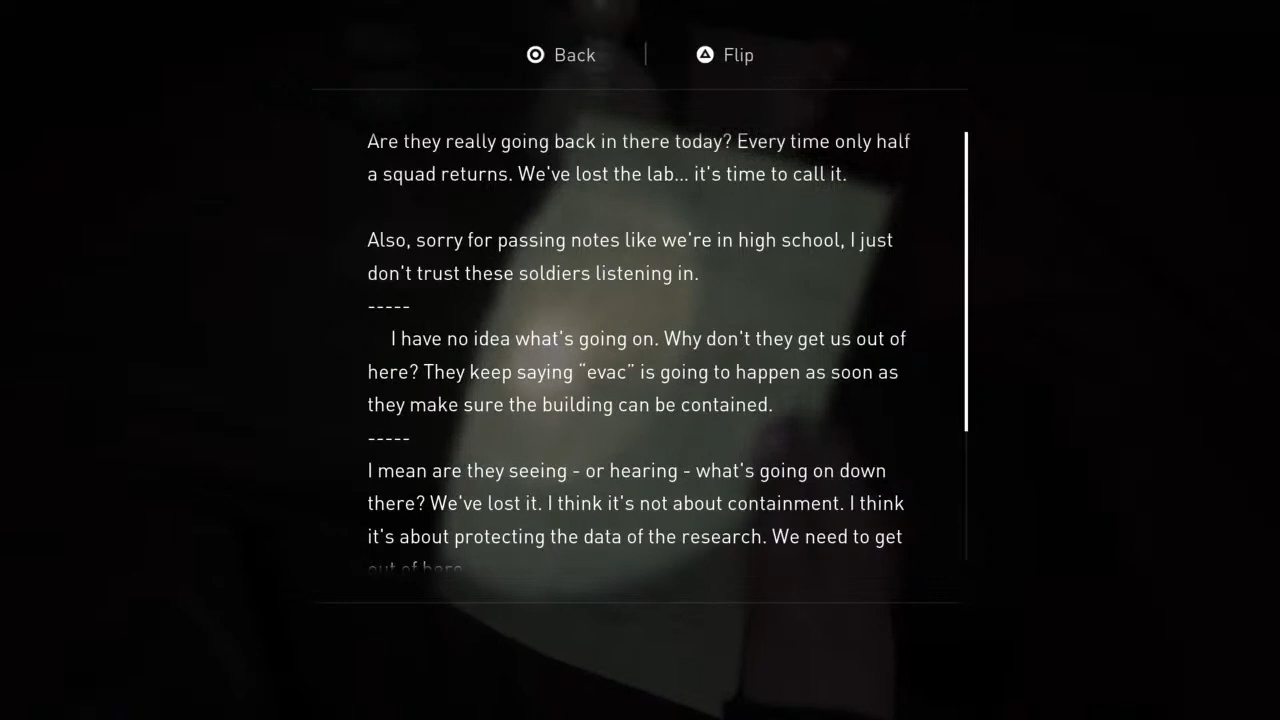 Back
Flip
Are they really going back in there today? Every time only half
a squad returns. We've lost the lab... it's time to call it.
Also, sorry for passing notes like we're in high school, I just
don't trust these soldiers listening in.
-----
I have no idea what's going on. Why don't they get us out of
here? They keep saying “evac” is going to happen as soon as
they make sure the building can be contained.
-----
I mean are they seeing - or hearing - what's going on down
there? We've lost it. I think it's not about containment. I think
it's about protecting the data of the research. We need to get
out of here